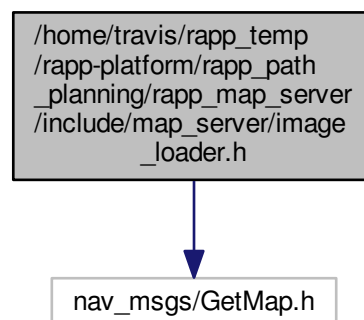 /home/travis/rapp_temp
/rapp-platform/rapp_path
_planning/rapp_map_server
/include/map_server/image
_loader.h
nav_msgs/GetMap.h